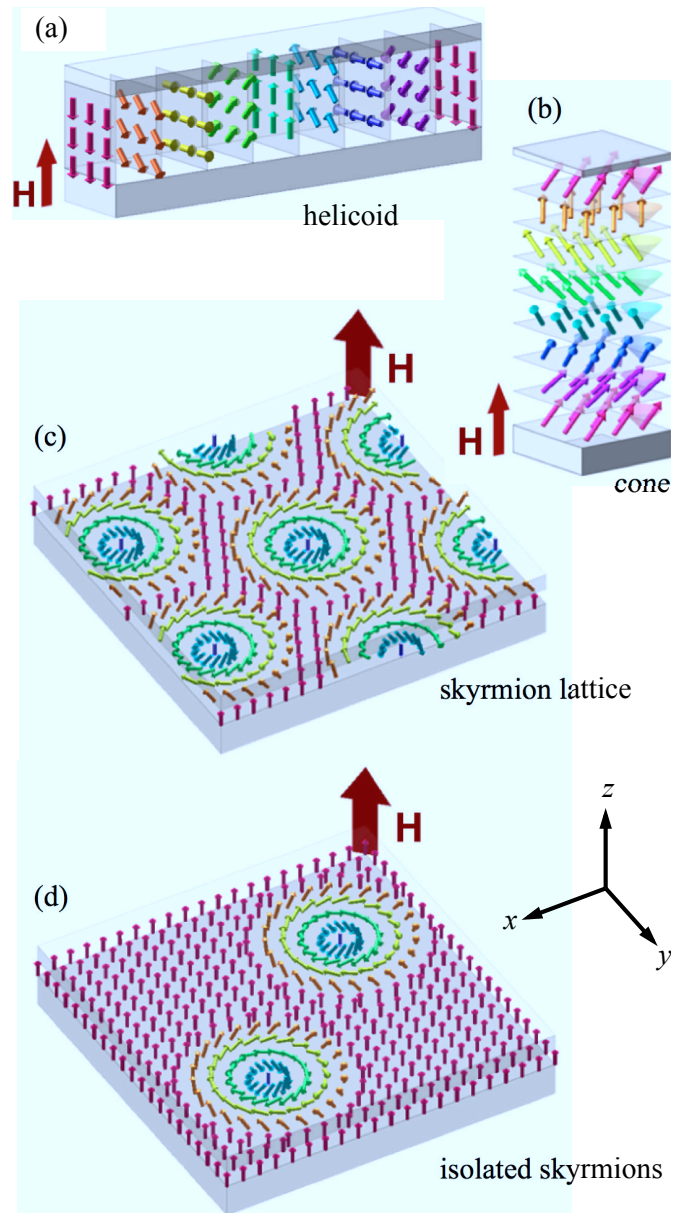 (a)
H
helicoid
(b)
H
cone
H
(c)
skyrmion lattice
H
(d)
z
x
y
isolated skyrmions